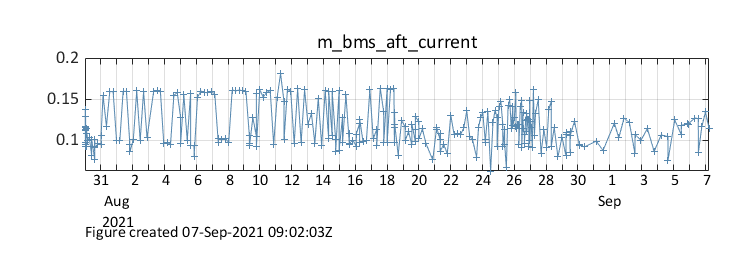 m_bms_aft_current
0.2
0.15
0.1
31 2 4 6 8 10 12 14 15 16 18 20 21 22 24 26 28 30 1 3 5 7
Aug Sep
2021
Figure created 07-Sep-2021 09:02:03Z